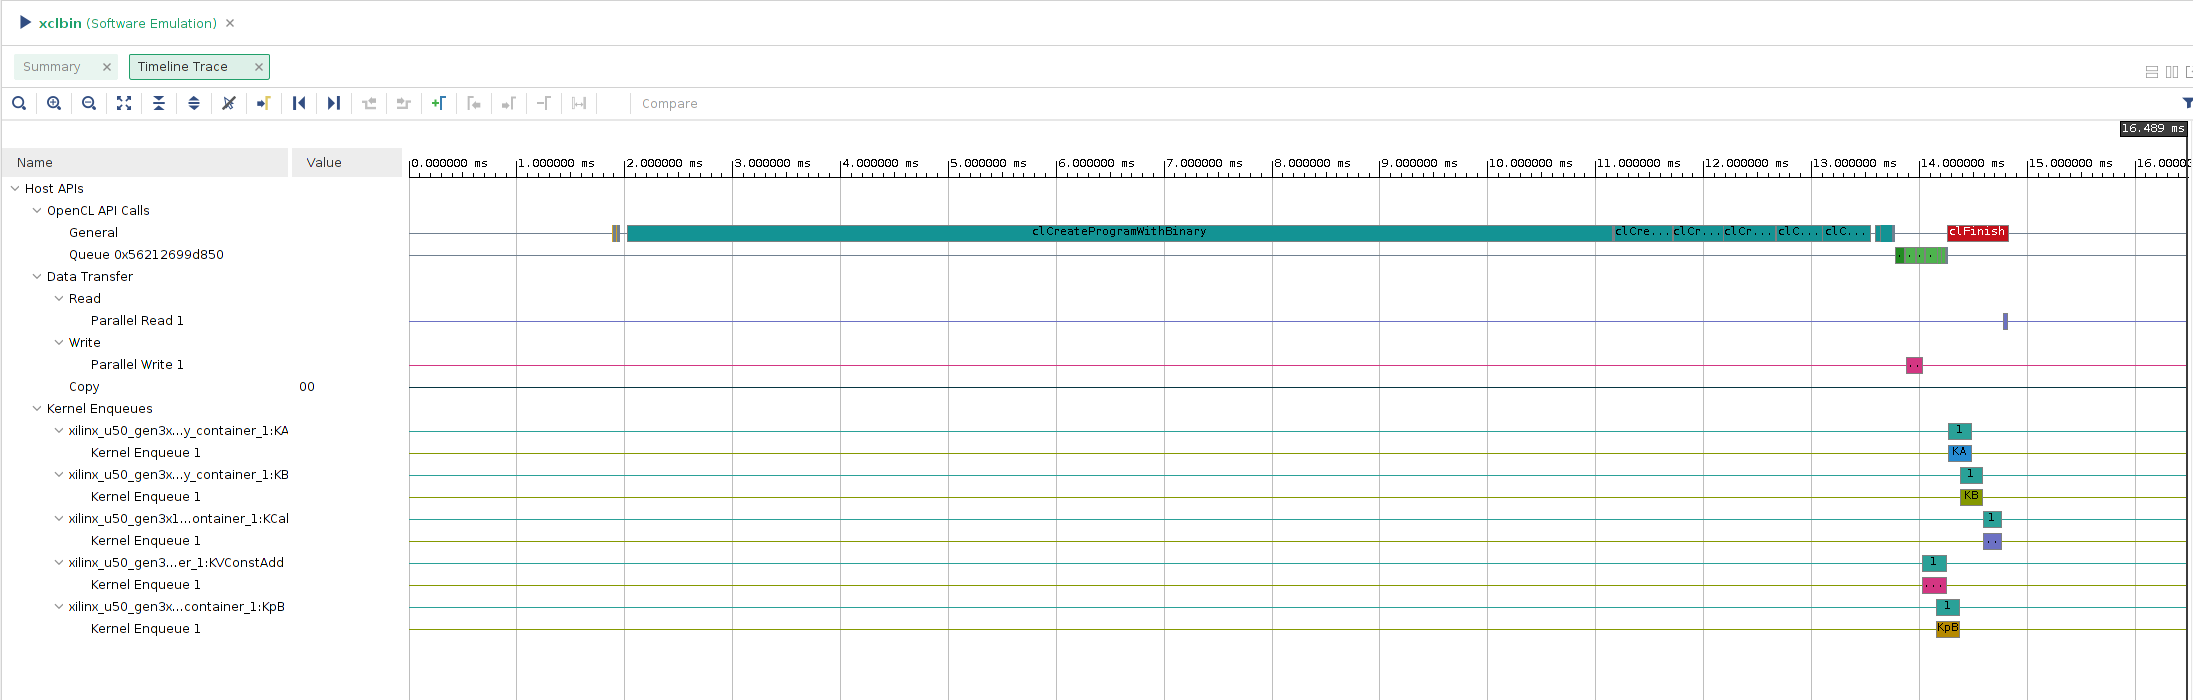 xclbin (Software Emulation)
Summary Timeline Trace
Compare
16.489 ms
Name Value 0.000000 ms 1.000000 ms 2.000000 ms 3.000000 ms 4.000000 ms 5.000000 ms 6.000000 ms 7.000000 ms 8.000000 ms 9.000000 ms 10.000000 ms 11.000000 ms 12.000000 ms 13.000000 ms 14.000000 ms 15.000000 ms 16.0000
Host APIs
OpenCL API Calls
General clCreateProgramWithBinary clCre... clCr... clCr... clC... clC... clFinish
Queue 0x56212699d850
Data Transfer
Read
Parallel Read 1
Write
Parallel Write 1
Copy 00
Kernel Enqueues
xilinx_u50_gen3x...y_container_1:KA 1
Kernel Enqueue 1 KA
xilinx_u50_gen3x...y_container_1:KB 1
Kernel Enqueue 1 KB
xilinx_u50_gen3x1...ontainer_1:KCal 1
Kernel Enqueue 1 ..
xilinx_u50_gen3...er_1:KVConstAdd 1
Kernel Enqueue 1 ...
xilinx_u50_gen3x...container_1:KpB 1
Kernel Enqueue 1 KpB